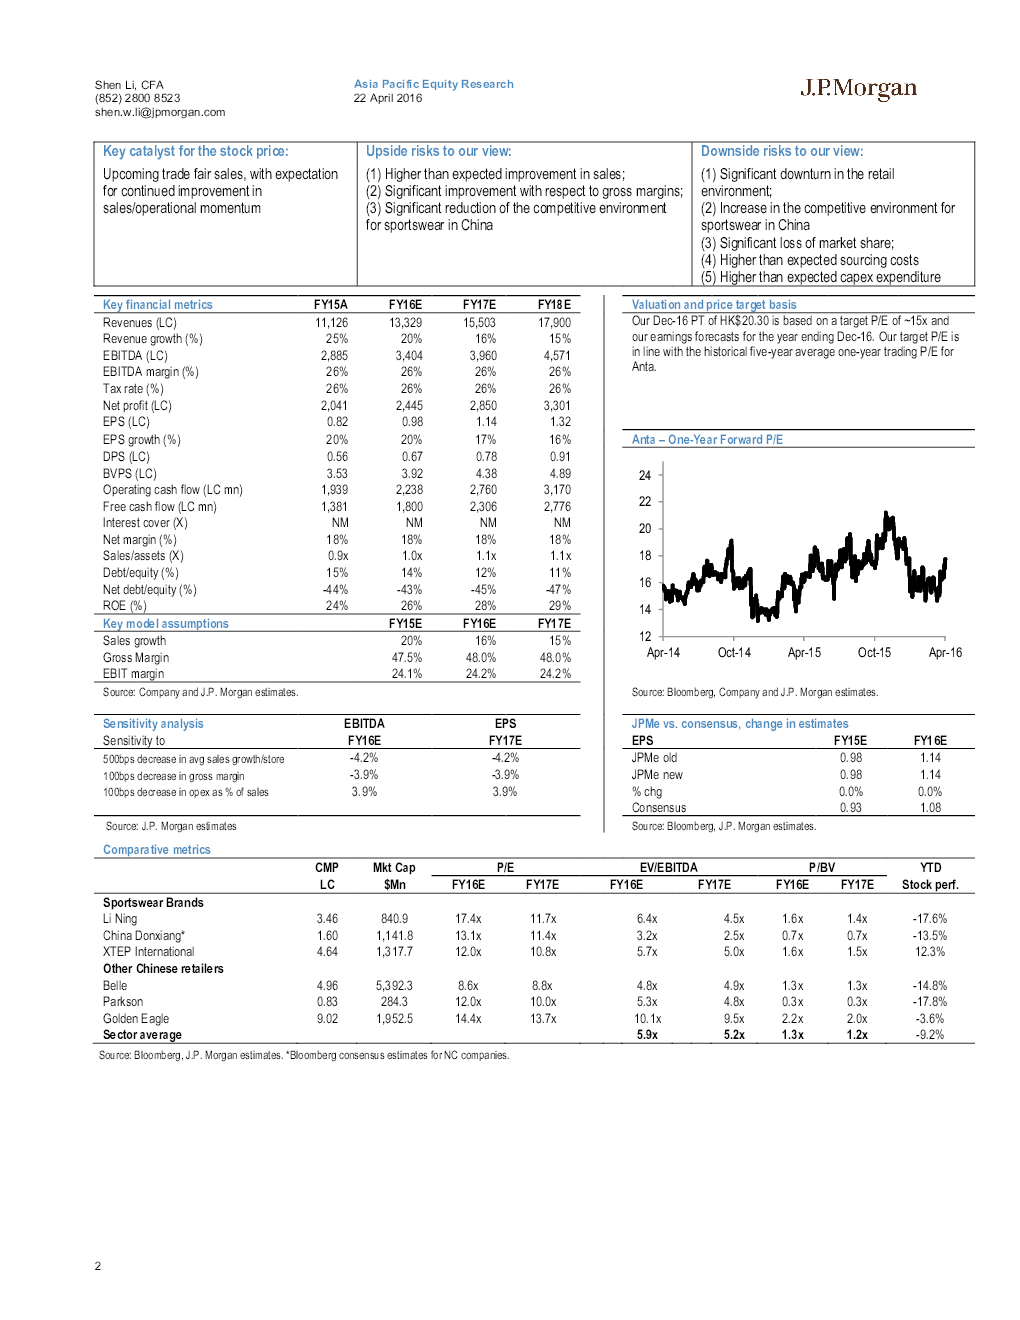 Shen Li, CFA
(852) 2800 8523
shen.w.li@jpmorgan.com
Asia Pacific Equity Research
22 April 2016
J.P.Morgan
Key catalyst for the stock price:
Upcoming trade fair sales, with expectation
for continued improvement in
sales/operational momentum
Upside risks to our view:
(1) Higher than expected improvement in sales;
(2) Significant improvement with respect to gross margins;
(3) Significant reduction of the competitive environment
for sportswear in China
Downside risks to our view:
(1) Significant downturn in the retail
environment;
(2) Increase in the competitive environment for
sportswear in China
(3) Significant loss of market share;
(4) Higher than expected sourcing costs
(5) Higher than expected capex expenditure
Key financial metrics FY15A FY16E FY17E FY18E
Revenues (LC) 11,126 13,329 15,503 17,900
Revenue growth (%) 25% 20% 16% 15%
EBITDA (LC) 2,885 3,404 3,960 4,571
EBITDA margin (%) 26% 26% 26% 26%
Tax rate (%) 26% 26% 26% 26%
Net profit (LC) 2,041 2,445 2,850 3,301
EPS (LC) 0.82 0.98 1.14 1.32
EPS growth (%) 20% 20% 17% 16%
DPS (LC) 0.56 0.67 0.78 0.91
BVPS (LC) 3.53 3.92 4.38 4.89
Operating cash flow (LC mn) 1,939 2,238 2,760 3,170
Free cash flow (LC mn) 1,381 1,800 2,306 2,776
Interest cover (X) NM NM NM NM
Net margin (%) 18% 18% 18% 18%
Sales/assets (X) 0.9x 1.0x 1.1x 1.1x
Debt/equity (%) 15% 14% 12% 11%
Net debt/equity (%) -44% -43% -45% -47%
ROE (%) 24% 26% 28% 29%
Key model assumptions FY15E FY16E FY17E
Sales growth 20% 16% 15%
Gross Margin 47.5% 48.0% 48.0%
EBIT margin 24.1% 24.2% 24.2%
Source: Company and J.P. Morgan estimates.
Valuation and price target basis
Our Dec-16 PT of HK$20.30 is based on a target P/E of ~15x and
our earnings forecasts for the year ending Dec-16. Our target P/E is
in line with the historical five-year average one-year trading P/E for
Anta.
Anta – One-Year Forward P/E
24
22
20
18
16
14
12
Apr-14 Oct-14 Apr-15 Oct-15 Apr-16
Source: Bloomberg, Company and J.P. Morgan estimates.
Sensitivity analysis EBITDA EPS
Sensitivity to FY16E FY17E
500bps decrease in avg sales growth/store -4.2% -4.2%
100bps decrease in gross margin -3.9% -3.9%
100bps decrease in opex as % of sales 3.9% 3.9%
Source: J.P. Morgan estimates
JPMe vs. consensus, change in estimates
EPS FY15E FY16E
JPMe old 0.98 1.14
JPMe new 0.98 1.14
% chg 0.0% 0.0%
Consensus 0.93 1.08
Source: Bloomberg, J.P. Morgan estimates.
Comparative metrics
CMP Mkt Cap P/E EV/EBITDA P/BV YTD
LC $Mn FY16E FY17E FY16E FY17E FY16E FY17E Stock perf.
Sportswear Brands
Li Ning 3.46 840.9 17.4x 11.7x 6.4x 4.5x 1.6x 1.4x -17.6%
China Donxiang* 1.60 1,141.8 13.1x 11.4x 3.2x 2.5x 0.7x 0.7x -13.5%
XTEP International 4.64 1,317.7 12.0x 10.8x 5.7x 5.0x 1.6x 1.5x 12.3%
Other Chinese retailers
Belle 4.96 5,392.3 8.6x 8.8x 4.8x 4.9x 1.3x 1.3x -14.8%
Parkson 0.83 284.3 12.0x 10.0x 5.3x 4.8x 0.3x 0.3x -17.8%
Golden Eagle 9.02 1,952.5 14.4x 13.7x 10.1x 9.5x 2.2x 2.0x -3.6%
Sector average 5.9x 5.2x 1.3x 1.2x -9.2%
Source: Bloomberg, J.P. Morgan estimates. *Bloomberg consensus estimates for NC companies.
2